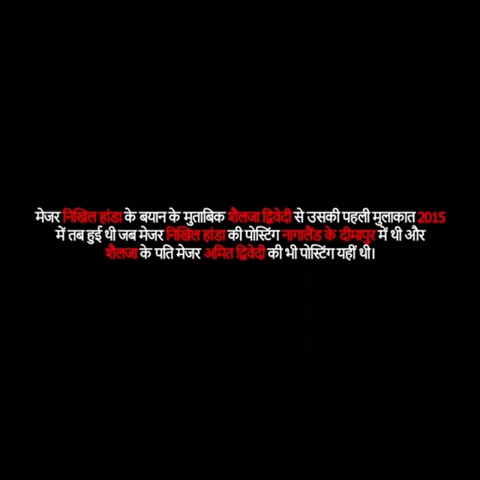 मेजर निखिल हांडा के बयान के मुताबिक शैलजा द्विवेदी से उसकी पहली मुलाकात 2015
में तब हुई थी जब मेजर निखिल हांडा की पोस्टिंग नागालैंड के दीमापुर में थी और
शैलजा के पति मेजर अमित द्विवेदी की भी पोस्टिंग यहीं थी।